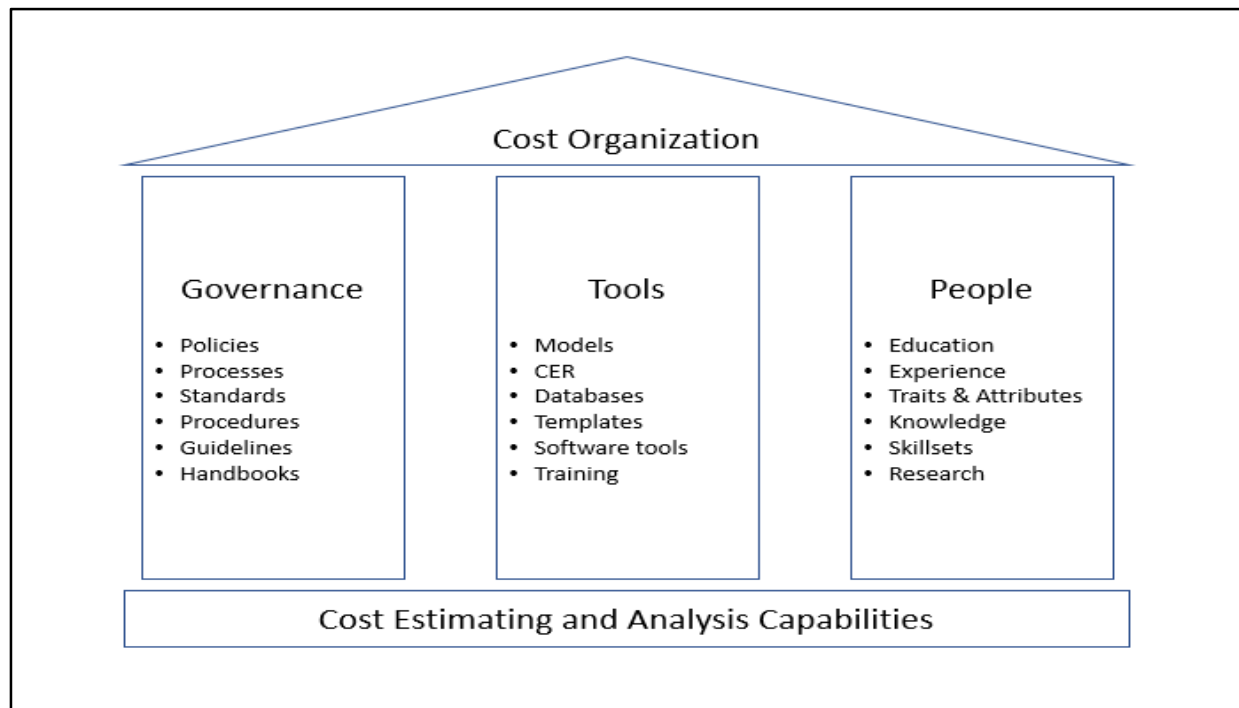 Cost Organization
Governance
• Policies
• Processes
• Standards
• Procedures
• Guidelines
• Handbooks
Tools
• Models
• CER
• Databases
• Templates
• Software tools
• Training
People
• Education
• Experience
• Traits & Attributes
• Knowledge
• Skillsets
• Research
Cost Estimating and Analysis Capabilities